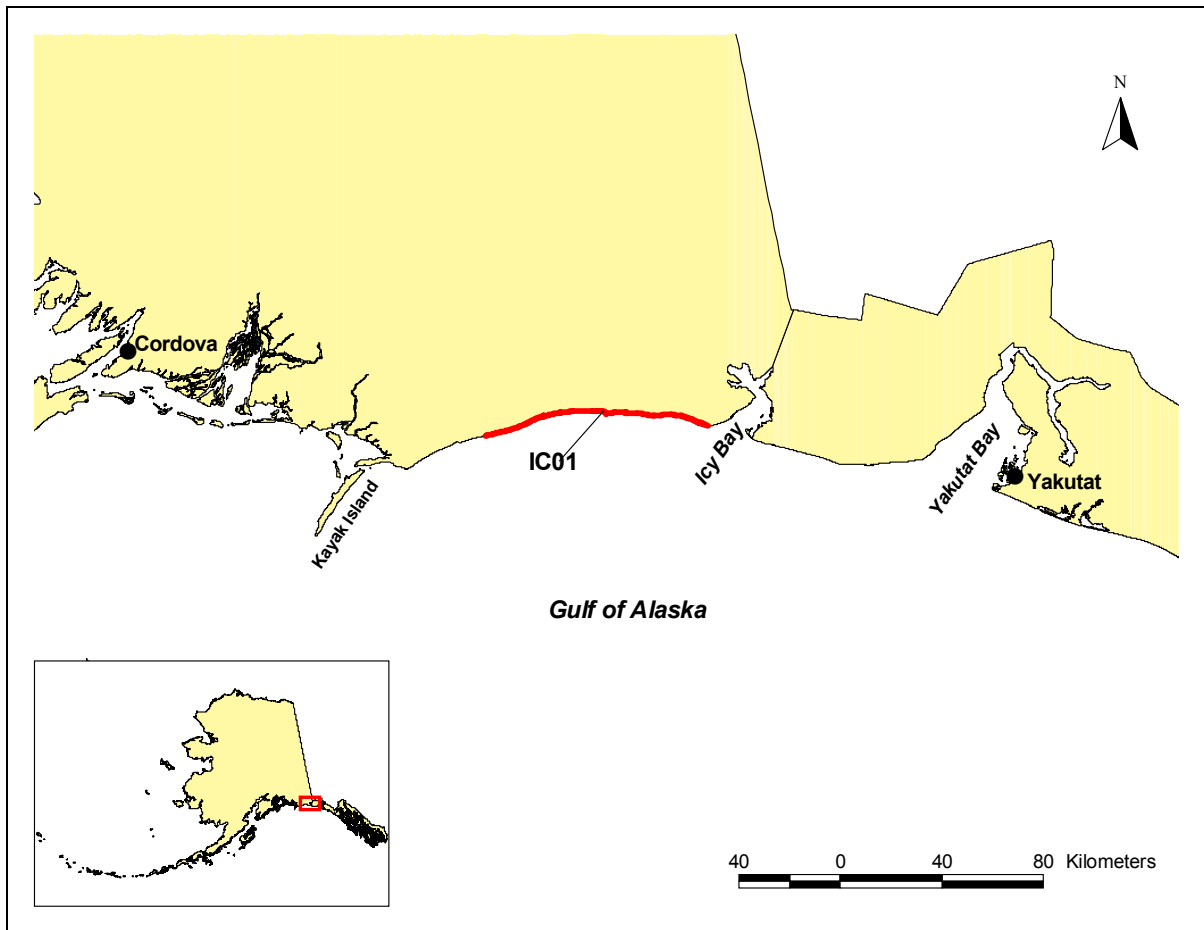 N
Cordova
IC01
Icy Bay
Yakutat Bay
Yakutat
Kayak Island
Gulf of Alaska
40 0 40 80 Kilometers